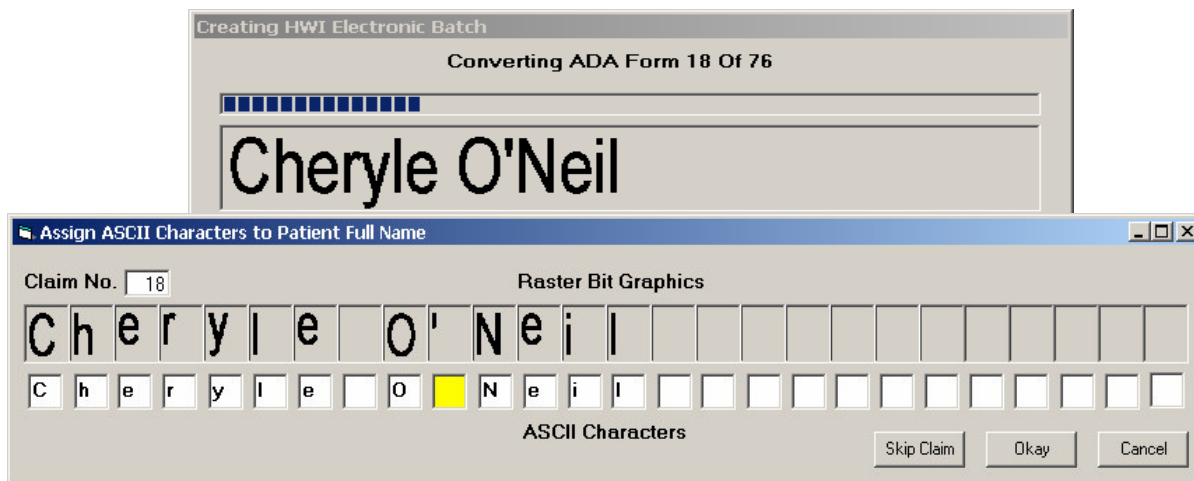 Creating HWI Electronic Batch
Converting ADA Form 18 Of 76
Cheryle O'Neil
Assign ASCII Characters to Patient Full Name
Claim No. 18 Raster Bit Graphics
C h e r y l e O ' N e i l
C h e r y l e O N e i l
ASCII Characters
Skip Claim Okay Cancel